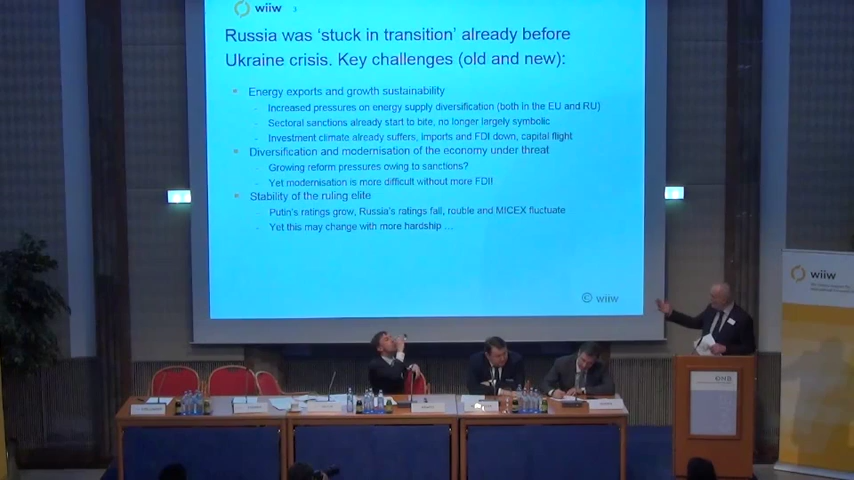 wiiw 3
Russia was 'stuck in transition' already before
Ukraine crisis. Key challenges (old and new):
Energy exports and growth sustainability
- Increased pressures on energy supply diversification (both in the EU and RU)
- Sectoral sanctions already start to bite, no longer largely symbolic
- Investment climate already suffers, imports and FDI down, capital flight
Diversification and modernisation of the economy under threat
- Growing reform pressures owing to sanctions?
- Yet modernisation is more difficult without more FDI!
Stability of the ruling elite
- Putin's ratings grow, Russia's ratings fall, rouble and MICEX fluctuate
- Yet this may change with more hardship ...
© wiiw
wiiw